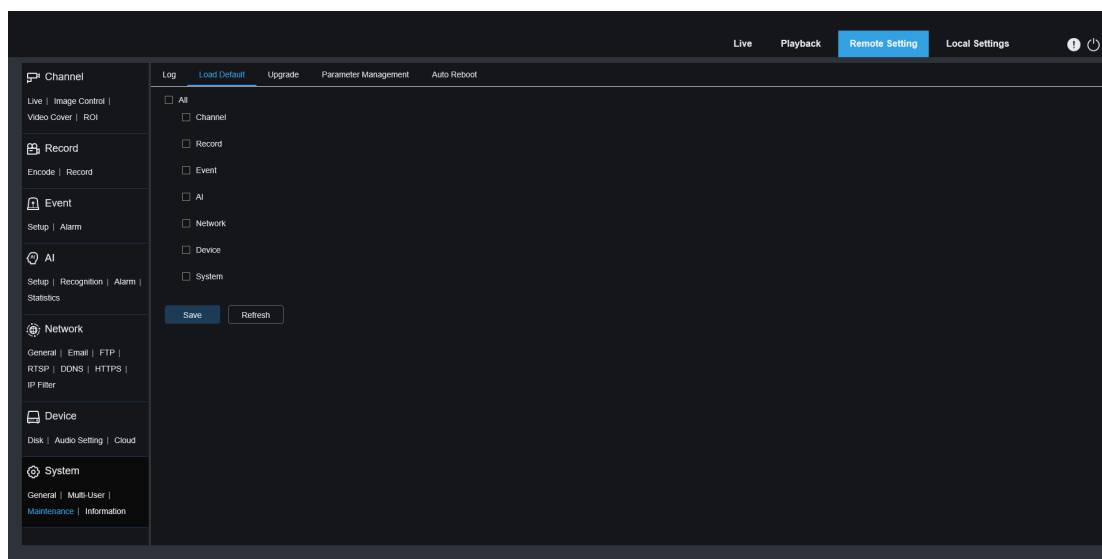 Live Playback Remote Setting Local Settings
Channel
Live | Image Control |
Video Cover | ROI
Record
Encode | Record
Event
Setup | Alarm
AI
Setup | Recognition | Alarm |
Statistics
Network
General | Email | FTP |
RTSP | DDNS | HTTPS |
IP Filter
Device
Disk | Audio Setting | Cloud
System
General | Multi-User |
Maintenance | Information
Log Load Default Upgrade Parameter Management Auto Reboot
All
Channel
Record
Event
AI
Network
Device
System
Save Refresh